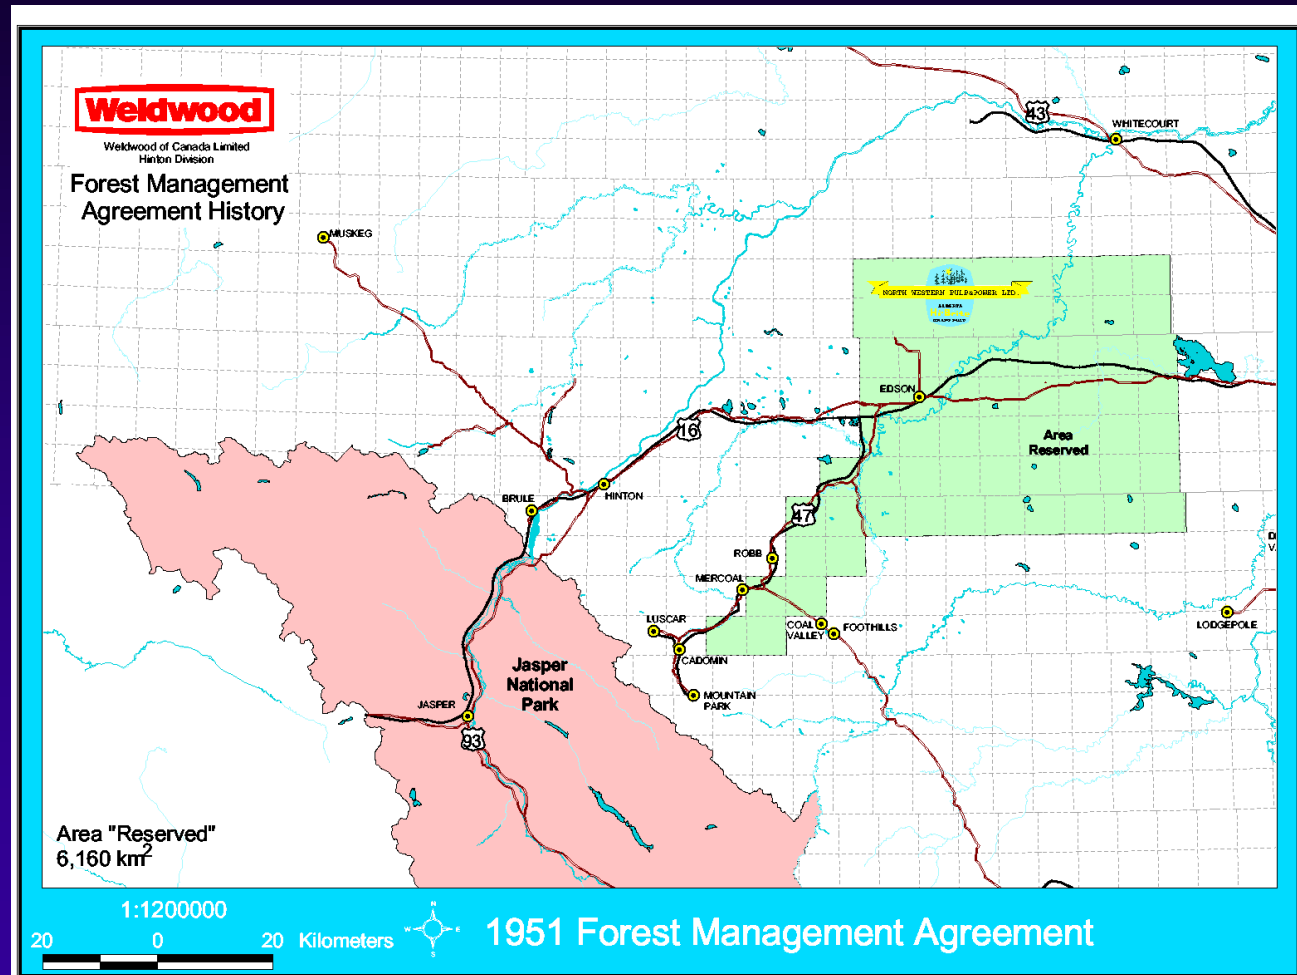 Weldwood
Weldwood of Canada Limited
Hinton Division
Forest Management
Agreement History
43
WHITECOURT
MUSKEG
NORTH WESTERN PULP&POWER LTD.
ALBERTA
EDSON
16
Area
Reserved
BRULE
HINTON
47
ROBB
MERCOAL
LUSCAR
COAL
VALLEY
FOOTHILLS
LODGEPOLE
CADOMIN
Jasper
National
Park
MOUNTAIN
PARK
JASPER
93
Area "Reserved"
6,160 km2
1:1200000
20 0 20 Kilometers
N
W E
S
1951 Forest Management Agreement